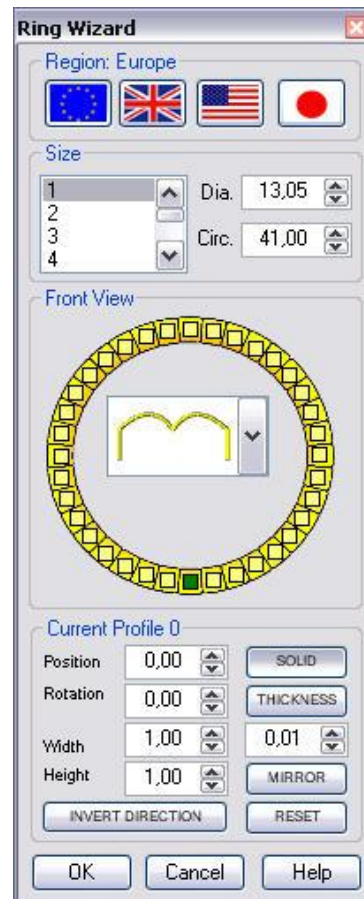 Ring Wizard
Region: Europe
Size
1
2
3
4
Dia. 13,05
Circ. 41,00
Front View
Current Profile 0
Position 0,00 SOLID
Rotation 0,00 THICKNESS
Width 1,00 0,01
Height 1,00 MIRROR
INVERT DIRECTION RESET
OK Cancel Help